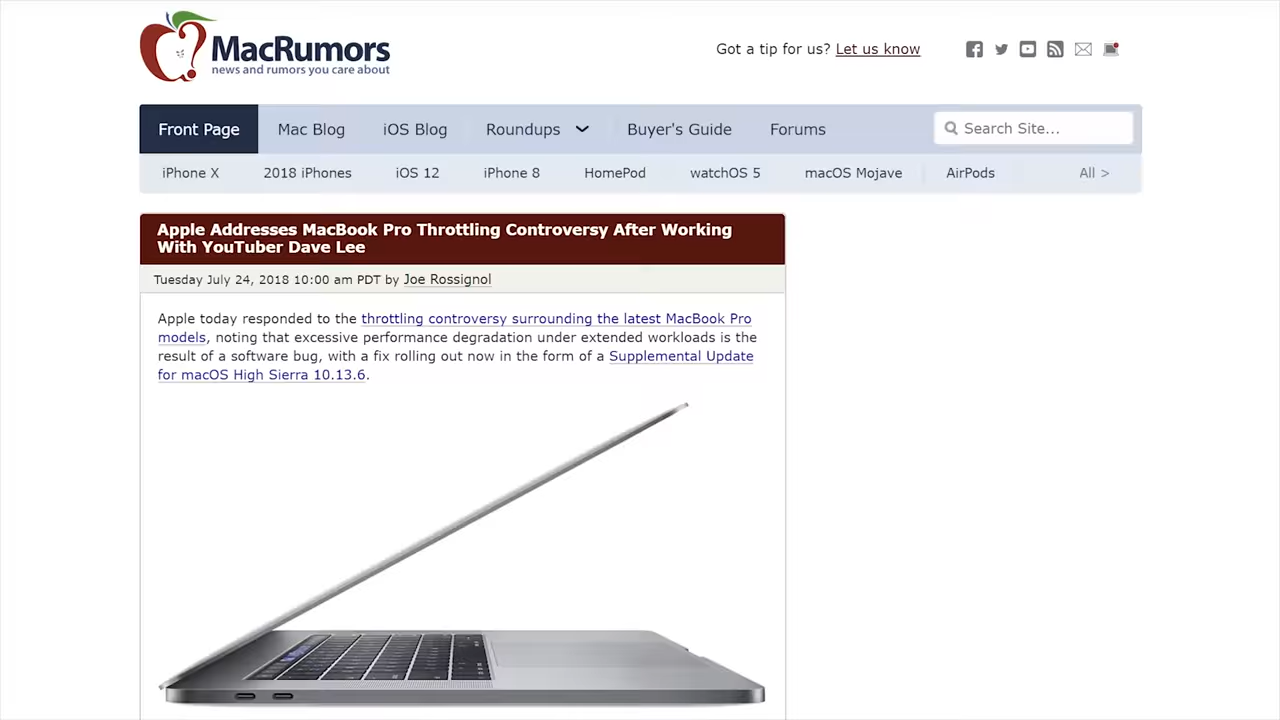 MacRumors
news and rumors you care about
Got a tip for us? Let us know
Front Page Mac Blog iOS Blog Roundups Buyer's Guide Forums Search Site...
iPhone X 2018 iPhones iOS 12 iPhone 8 HomePod watchOS 5 macOS Mojave AirPods All >
Apple Addresses MacBook Pro Throttling Controversy After Working
With YouTuber Dave Lee
Tuesday July 24, 2018 10:00 am PDT by Joe Rossignol
Apple today responded to the throttling controversy surrounding the latest MacBook Pro
models, noting that excessive performance degradation under extended workloads is the
result of a software bug, with a fix rolling out now in the form of a Supplemental Update
for macOS High Sierra 10.13.6.